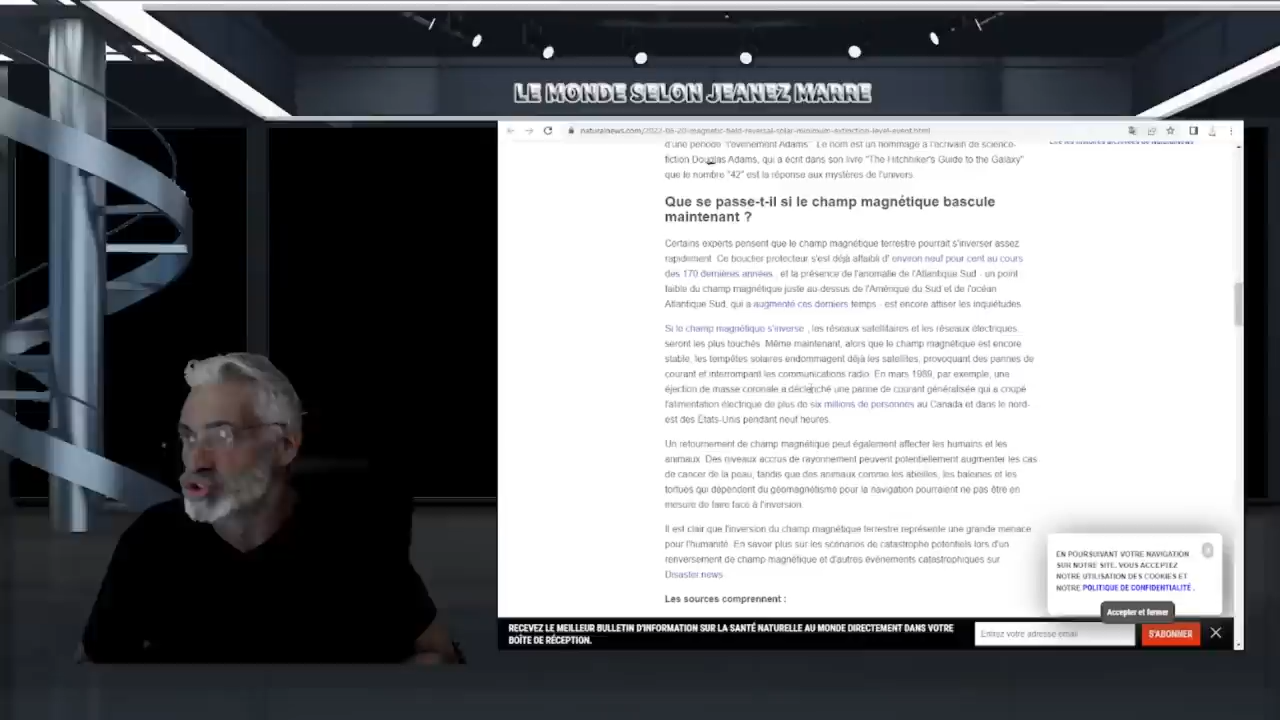 LE MONDE SELON JEANEZ MARRE
naturalnews.com/2022-06-20-magnetic-field-reversal-solar-minimum-extinction-level-event.html
d'une période "l'événement Adams". Le nom est un hommage à l'écrivain de science-
fiction Douglas Adams, qui a écrit dans son livre "The Hitchhiker's Guide to the Galaxy"
que le nombre "42" est la réponse aux mystères de l'univers.
Que se passe-t-il si le champ magnétique bascule
maintenant ?
Certains experts pensent que le champ magnétique terrestre pourrait s'inverser assez
rapidement. Ce bouclier protecteur s'est déjà affaibli d' environ neuf pour cent au cours
des 170 dernières années , et la présence de l'anomalie de l'Atlantique Sud - un point
faible du champ magnétique juste au-dessus de l'Amérique du Sud et de l'océan
Atlantique Sud, qui a augmenté ces derniers temps - est encore attiser les inquiétudes.
Si le champ magnétique s'inverse , les réseaux satellitaires et les réseaux électriques
seront les plus touchés. Même maintenant, alors que le champ magnétique est encore
stable, les tempêtes solaires endommagent déjà les satellites, provoquant des pannes de
courant et interrompant les communications radio. En mars 1989, par exemple, une
éjection de masse coronale a déclenché une panne de courant généralisée qui a coupé
l'alimentation électrique de plus de six millions de personnes au Canada et dans le nord-
est des États-Unis pendant neuf heures.
Un retournement de champ magnétique peut également affecter les humains et les
animaux. Des niveaux accrus de rayonnement peuvent potentiellement augmenter les cas
de cancer de la peau, tandis que des animaux comme les abeilles, les baleines et les
tortues qui dépendent du géomagnétisme pour la navigation pourraient ne pas être en
mesure de faire face à l'inversion.
Il est clair que l'inversion du champ magnétique terrestre représente une grande menace
pour l'humanité. En savoir plus sur les scénarios de catastrophe potentiels lors d'un
renversement de champ magnétique et d'autres événements catastrophiques sur
Disaster.news
Les sources comprennent :
EN POURSUIVANT VOTRE NAVIGATION
SUR NOTRE SITE, VOUS ACCEPTEZ
NOTRE UTILISATION DES COOKIES ET
NOTRE POLITIQUE DE CONFIDENTIALITÉ .
Accepter et fermer
RECEVEZ LE MEILLEUR BULLETIN D'INFORMATION SUR LA SANTÉ NATURELLE AU MONDE DIRECTEMENT DANS VOTRE
BOÎTE DE RÉCEPTION.
Entrez votre adresse email
S'ABONNER